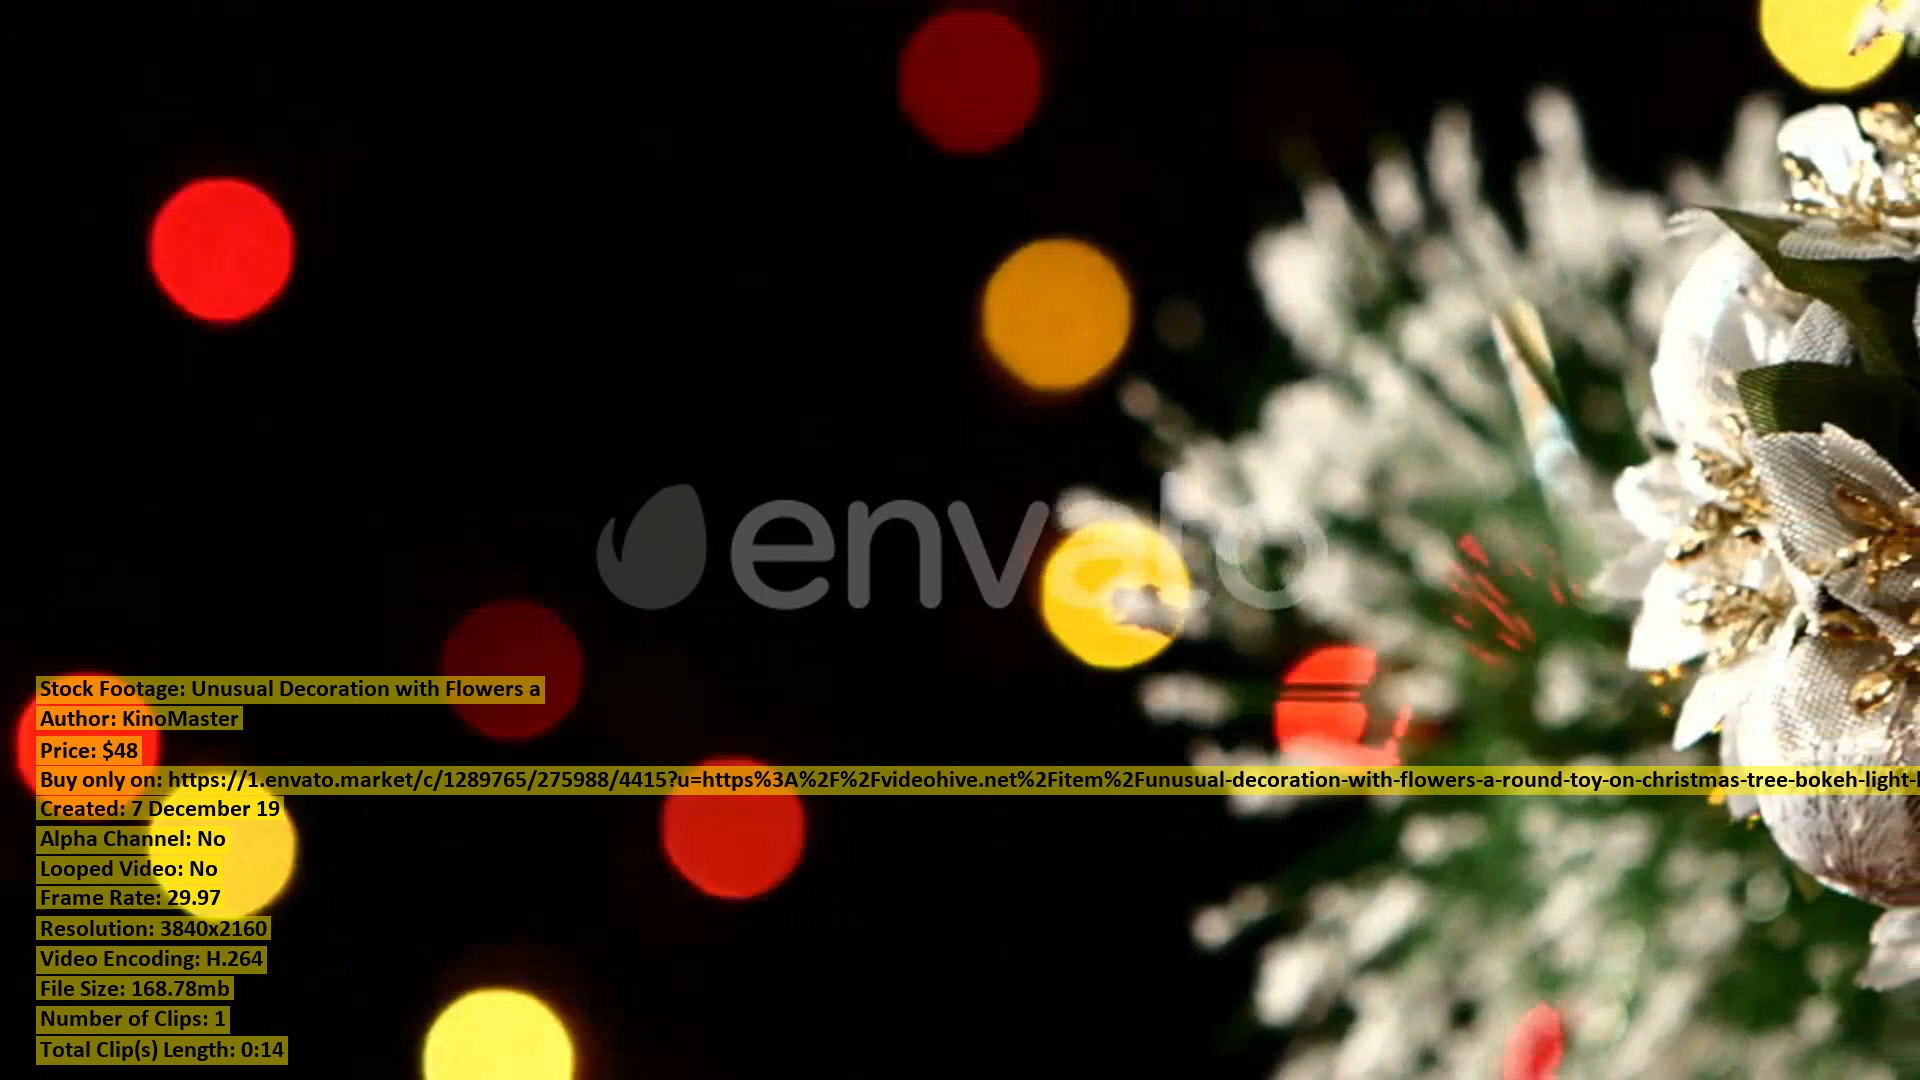 envato
Stock Footage: Unusual Decoration with Flowers a
Author: KinoMaster
Price: $48
Buy only on: https://1.envato.market/c/1289765/275988/4415?u=https%3A%2F%2Fvideohive.net%2Fitem%2Funusual-decoration-with-flowers-a-round-toy-on-christmas-tree-bokeh-light-
Created: 7 December 19
Alpha Channel: No
Looped Video: No
Frame Rate: 29.97
Resolution: 3840x2160
Video Encoding: H.264
File Size: 168.78mb
Number of Clips: 1
Total Clip(s) Length: 0:14